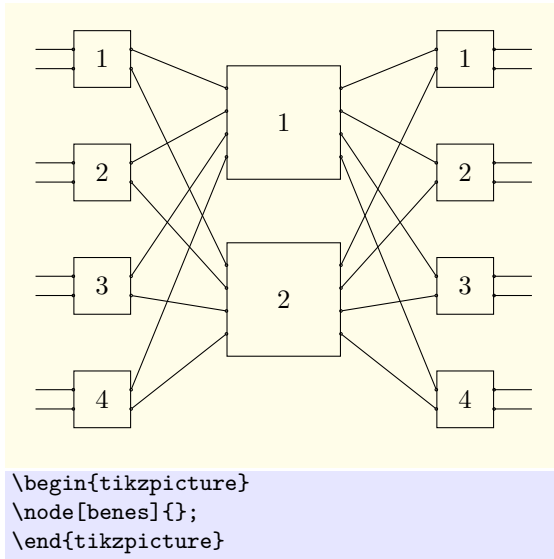 1 1
1
2 2
3 2 3
4 4
\begin{tikzpicture}
\node[benes]{};
\end{tikzpicture}